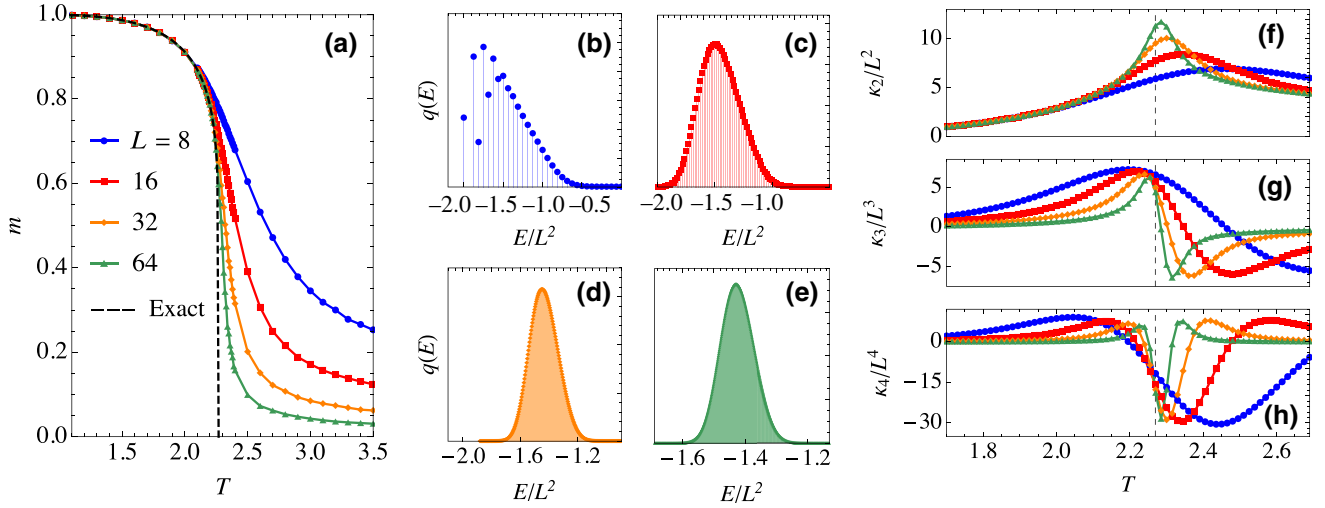 (a)
m
1.0
0.8
0.6
0.4
0.2
0.0
L = 8
16
32
64
Exact
1.5 2.0 2.5 3.0 3.5
T
(b)
q(E)
−2.0 −1.5 −1.0 −0.5
E/L²
(c)
−2.0 −1.5 −1.0
E/L²
(d)
q(E)
−2.0 −1.6 −1.2
E/L²
(e)
−1.6 −1.4 −1.2
E/L²
(f)
κ₂/L²
10
5
0
(g)
κ₃/L³
5
0
−5
(h)
κ₄/L⁴
0
−15
−30
1.8 2.0 2.2 2.4 2.6
T